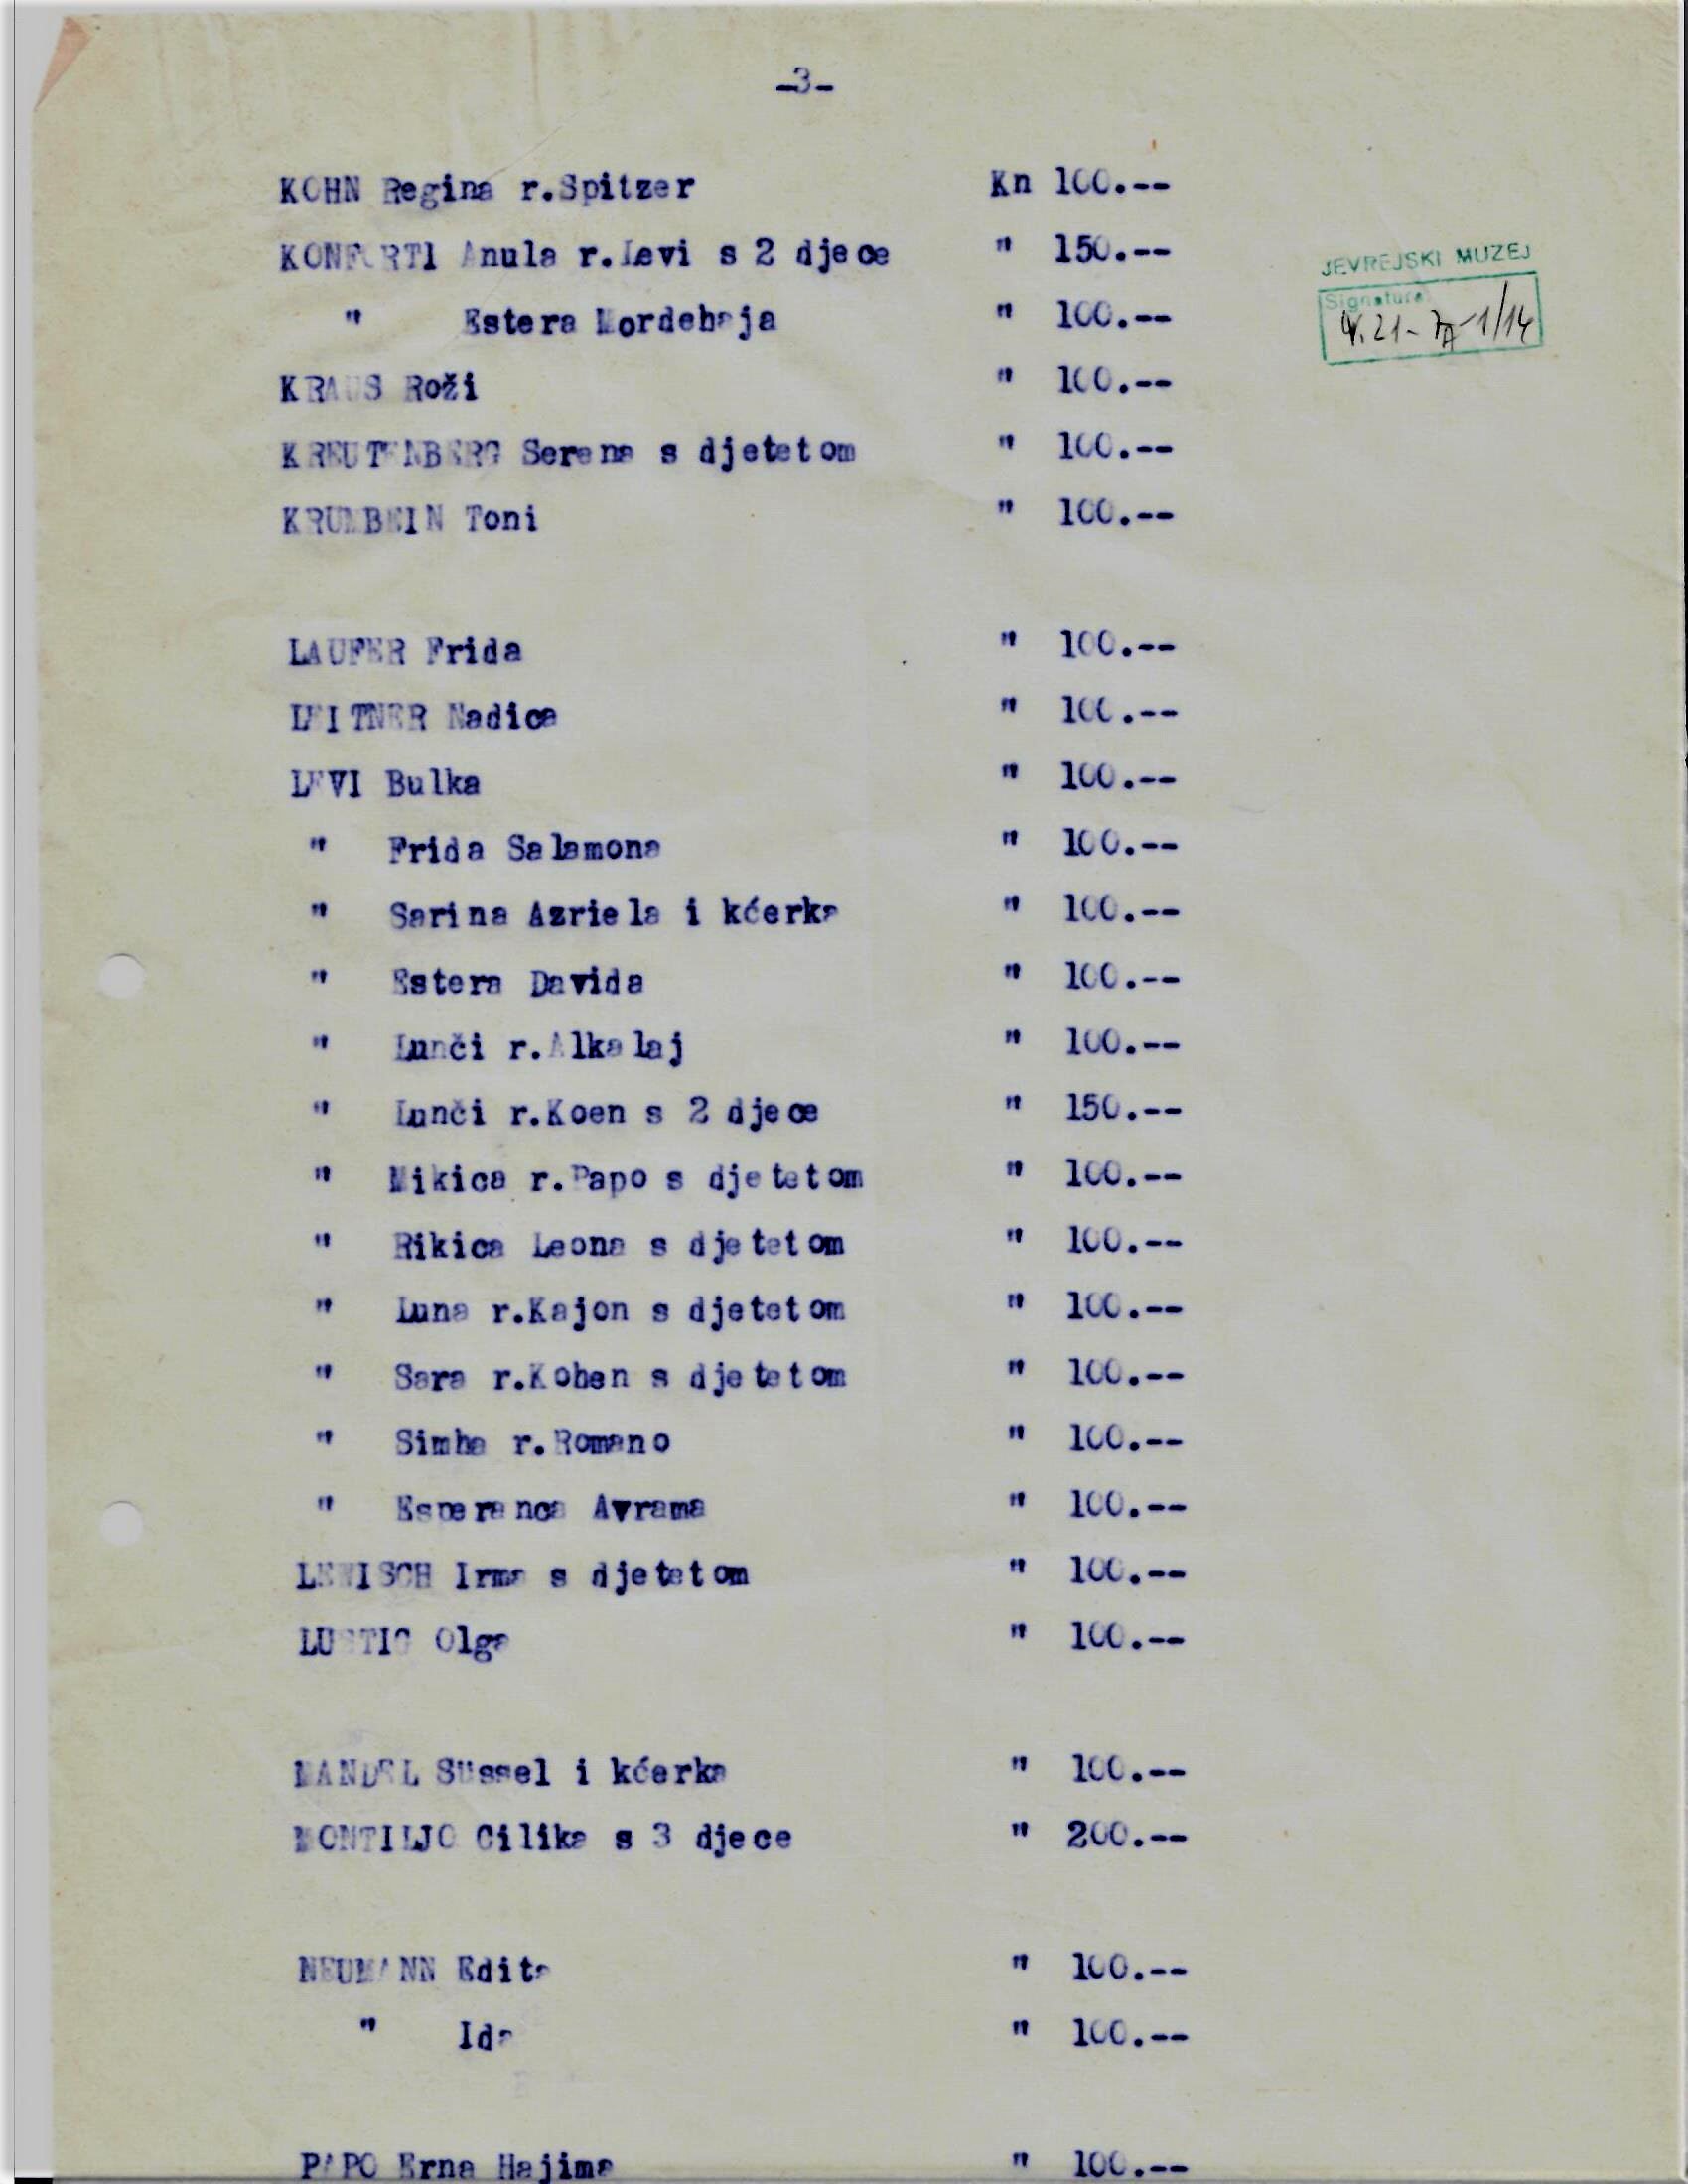 -3-
KOHN Regina r.Spitzer Kn 100.--
JEVREJSKI MUZEJ
KONFORTI Anula r.Levi s 2 djece " 150.--
Signatura
" Estera Mordehaja " 100.--
KRAUS Roži " 100.--
KREUTENBERG Serena s djetetom " 100.--
KRUMBEIN Toni " 100.--
LAUFER Frida " 100.--
LEITNER Nadica " 100.--
LEVI Bulka " 100.--
" Frida Salamona " 100.--
" Sarina Azriela i kćerka " 100.--
" Estera Davida " 100.--
" Lunči r.Alkalaj " 100.--
" Lunči r.Koen s 2 djece " 150.--
" Mikica r.Papo s djetetom " 100.--
" Rikica Leona s djetetom " 100.--
" Luna r.Kajon s djetetom " 100.--
" Sara r.Kohen s djetetom " 100.--
" Simha r.Romano " 100.--
" Esperanca Avrama " 100.--
LEWISCH Irma s djetetom " 100.--
LUSTIG Olga " 100.--
MANDEL Süssel i kćerka " 100.--
MONTILJO Cilika s 3 djece " 200.--
NEUMANN Edita " 100.--
" Ida " 100.--
PAPO Erna Hajima " 100.--